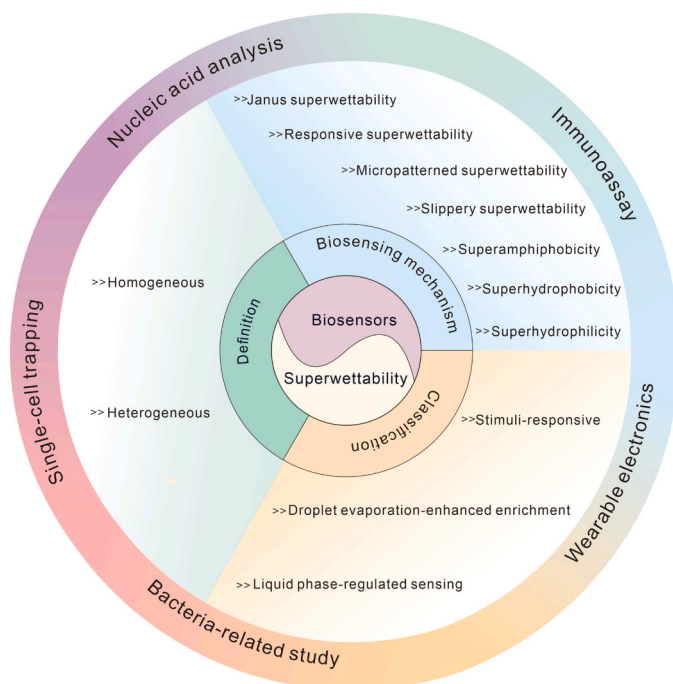 Nucleic acid analysis
Immunoassay
>>Janus superwettability
>>Responsive superwettability
>>Micropatterned superwettability
>>Slippery superwettability
>>Superamphiphobicity
>>Superhydrophobicity
>>Superhydrophilicity
Biosensing mechanism
>>Homogeneous
Definition
Biosensors
Superwettability
Classification
>>Heterogeneous
>>Stimuli-responsive
>>Droplet evaporation-enhanced enrichment
>>Liquid phase-regulated sensing
Single-cell trapping
Wearable electronics
Bacteria-related study